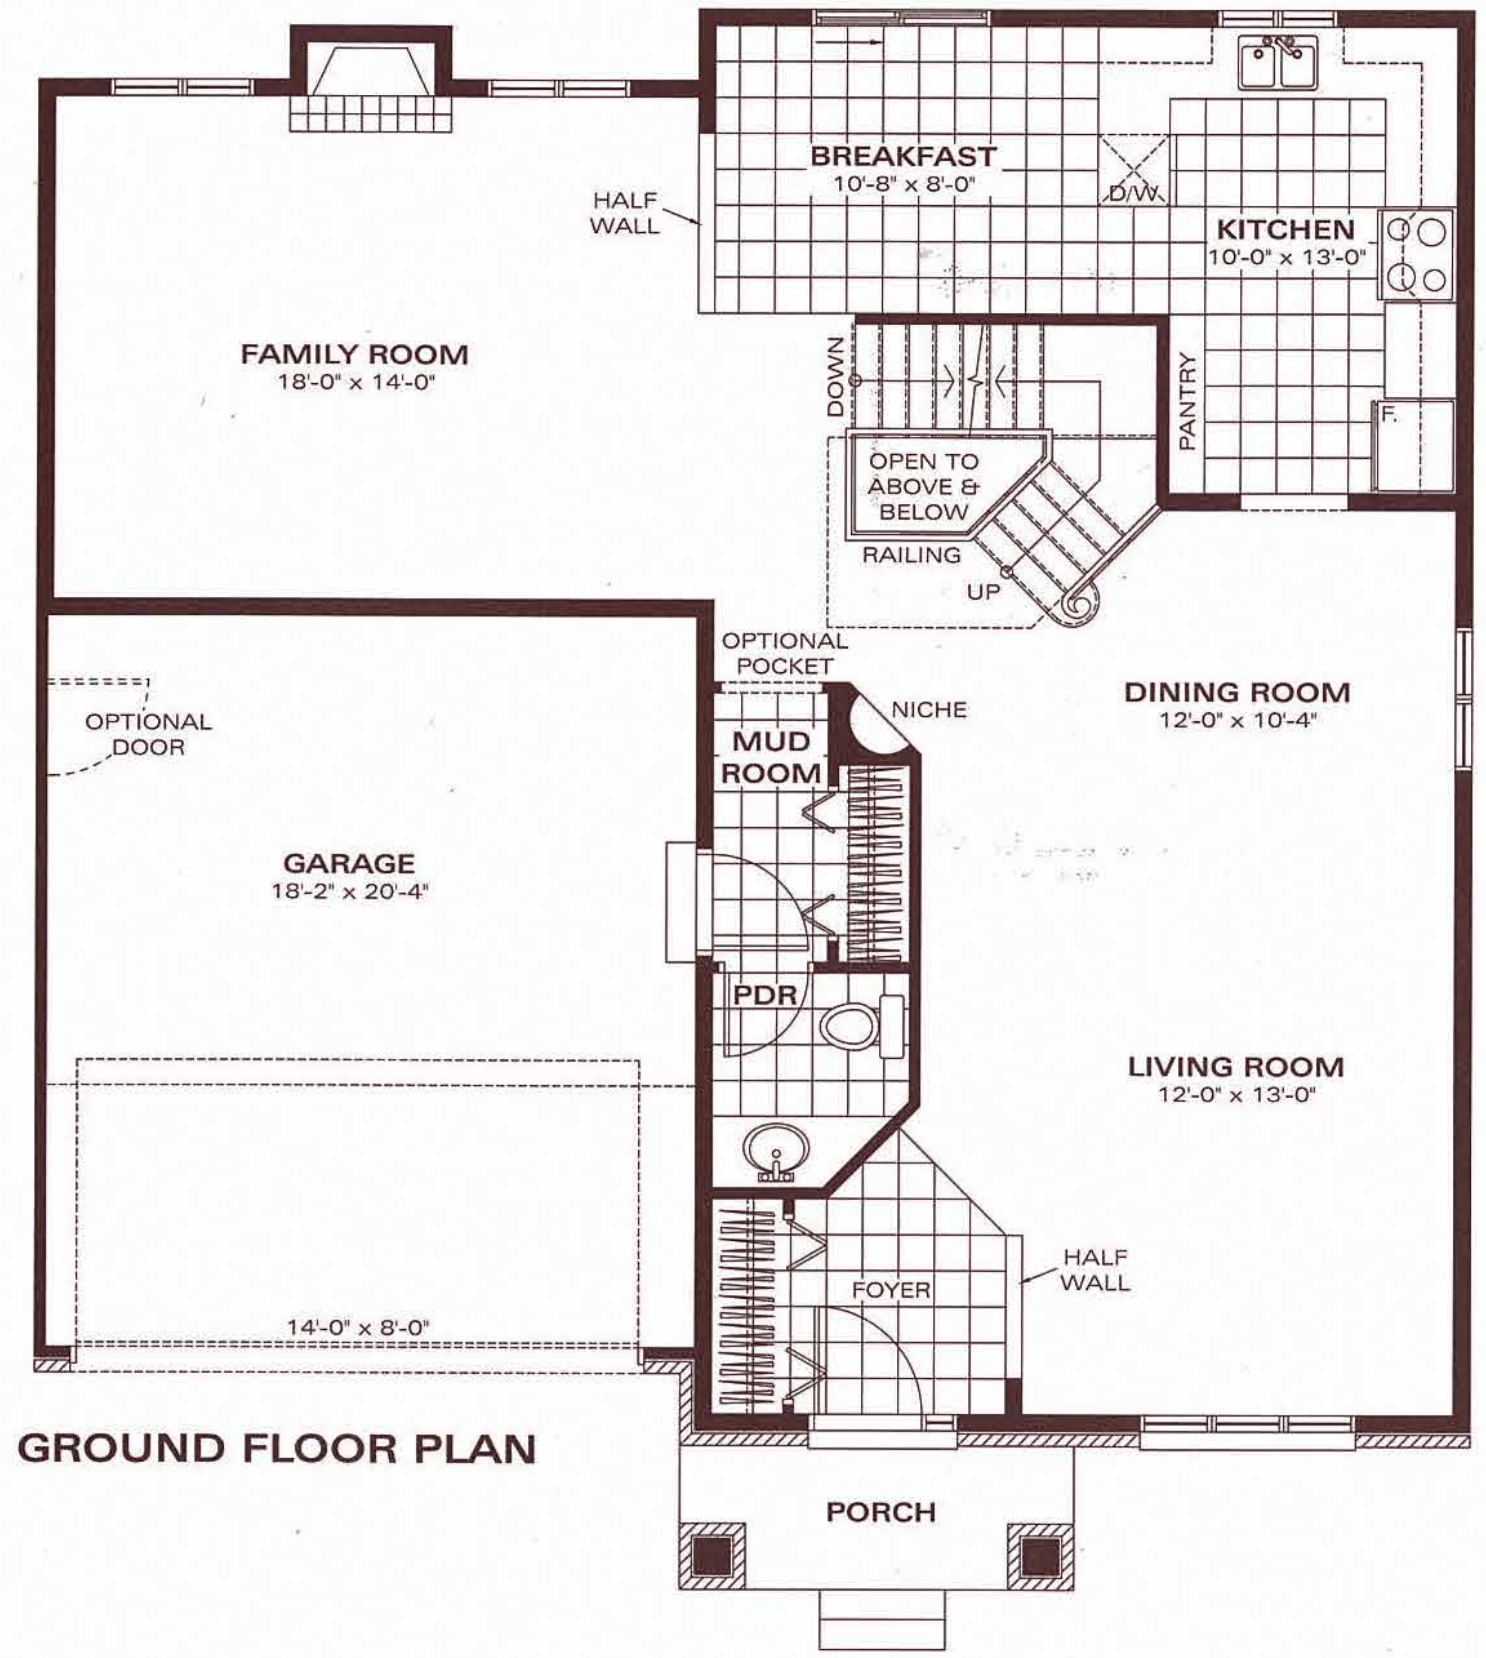 BREAKFAST
10'-8" x 8'-0"
D/W
HALF
WALL
KITCHEN
10'-0" x 13'-0"
FAMILY ROOM
18'-0" x 14'-0"
DOWN
PANTRY
F.
OPEN TO
ABOVE &
BELOW
RAILING
UP
OPTIONAL
POCKET
OPTIONAL
DOOR
NICHE
DINING ROOM
12'-0" x 10'-4"
MUD
ROOM
GARAGE
18'-2" x 20'-4"
PDR
LIVING ROOM
12'-0" x 13'-0"
HALF
WALL
FOYER
14'-0" x 8'-0"
GROUND FLOOR PLAN
PORCH